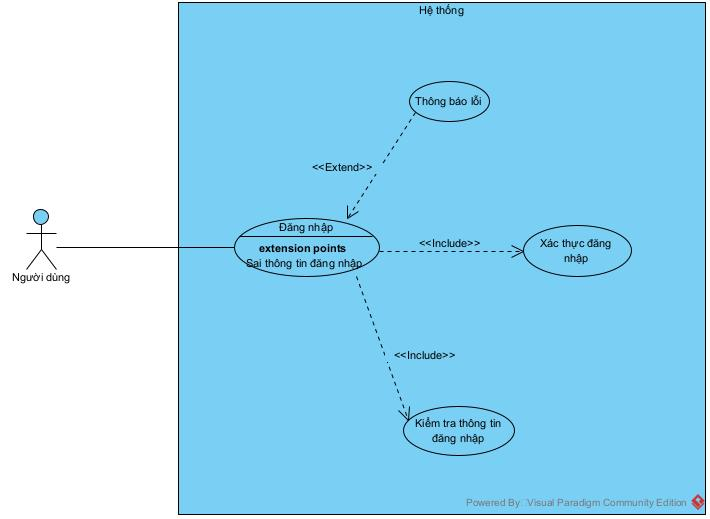 Hệ thống
Thông báo lỗi
<<Extend>>
Đăng nhập
extension points
Sai thông tin đăng nhập
<<Include>>
Xác thực đăng
nhập
Người dùng
<<Include>>
Kiểm tra thông tin
đăng nhập
Powered By: Visual Paradigm Community Edition